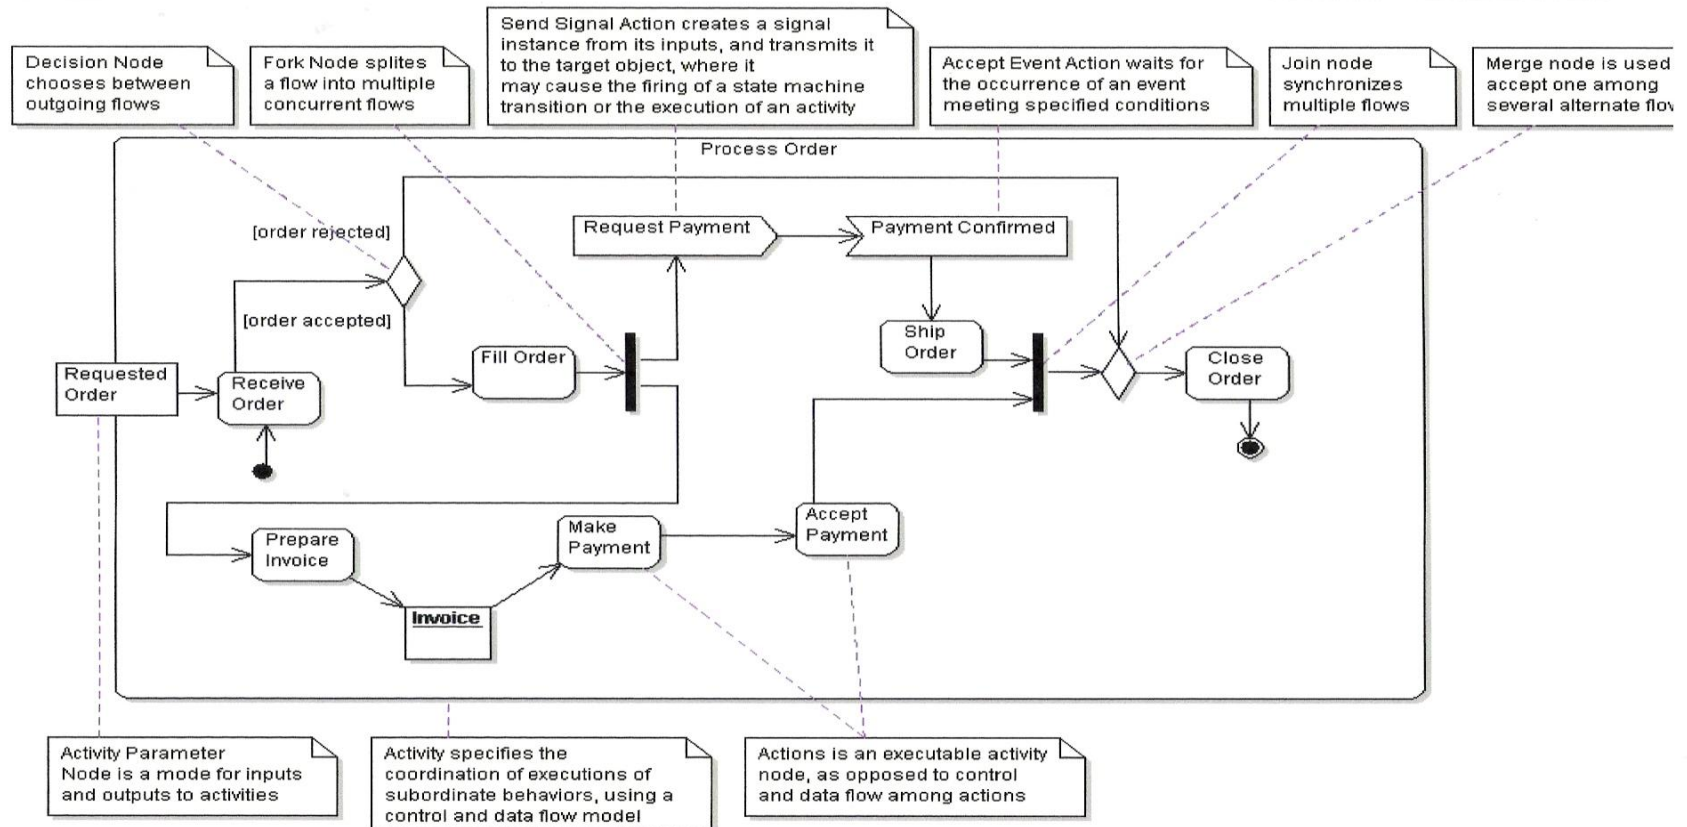 Decision Node
chooses between
outgoing flows
Fork Node splites
a flow into multiple
concurrent flows
Send Signal Action creates a signal
instance from its inputs, and transmits it
to the target object, where it
may cause the firing of a state machine
transition or the execution of an activity
Accept Event Action waits for
the occurrence of an event
meeting specified conditions
Join node
synchronizes
multiple flows
Merge node is used
accept one among
several alternate flow
Process Order
[order rejected]
Request Payment
Payment Confirmed
[order accepted]
Fill Order
Ship
Order
Requested
Order
Receive
Order
Close
Order
Prepare
Invoice
Make
Payment
Accept
Payment
Invoice
Activity Parameter
Node is a mode for inputs
and outputs to activities
Activity specifies the
coordination of executions of
subordinate behaviors, using a
control and data flow model
Actions is an executable activity
node, as opposed to control
and data flow among actions